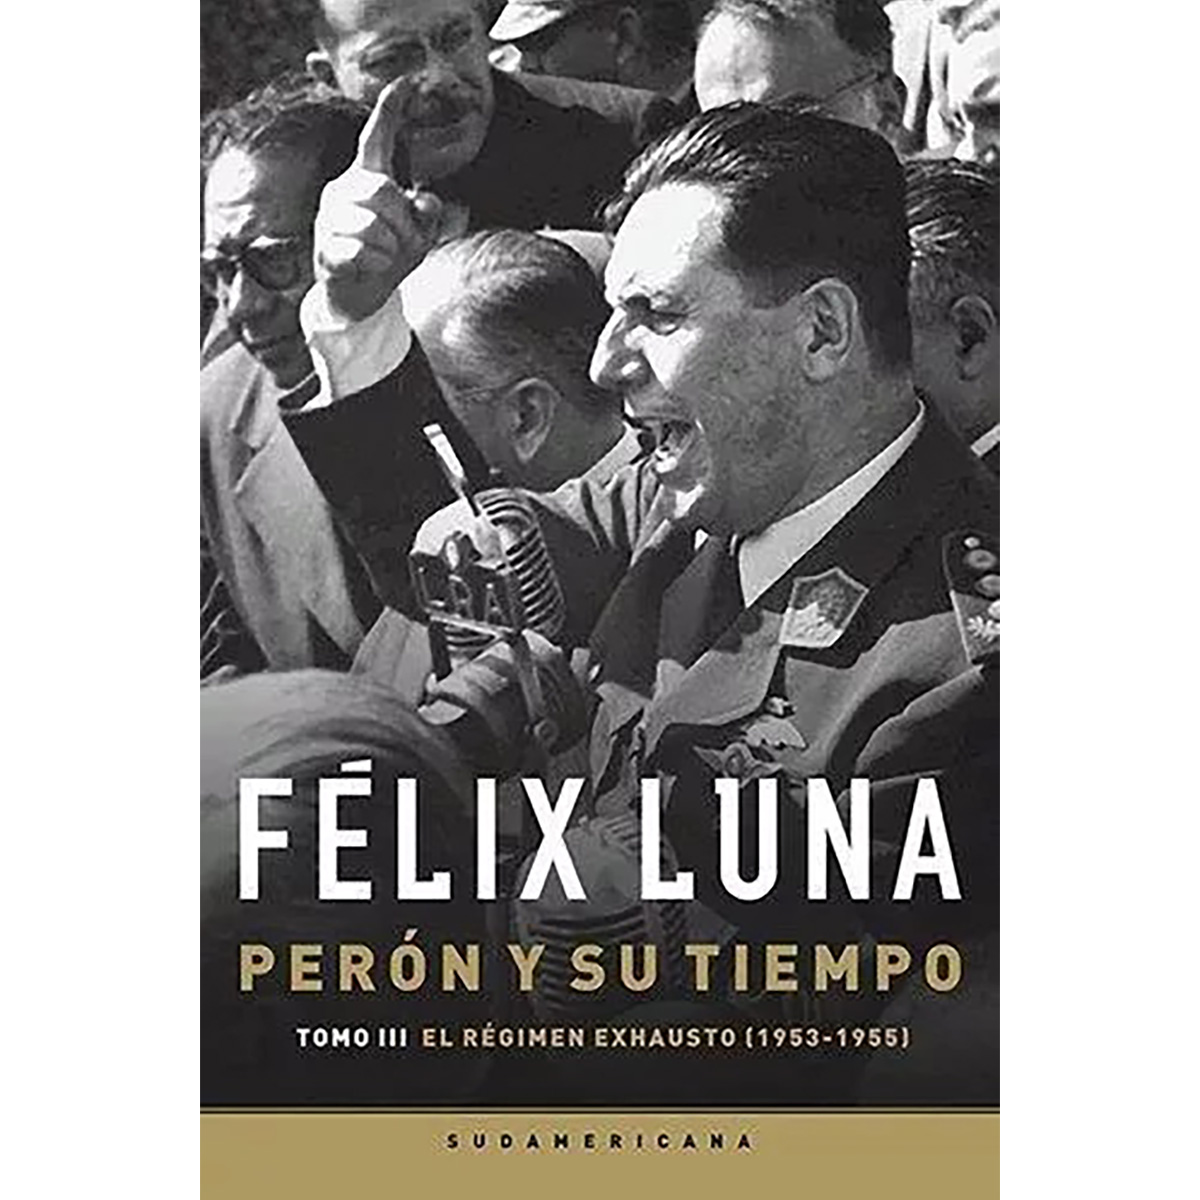 FÉLIX LUNA
PERÓN Y SU TIEMPO
TOMO III EL RÉGIMEN EXHAUSTO (1953-1955)
SUDAMERICANA